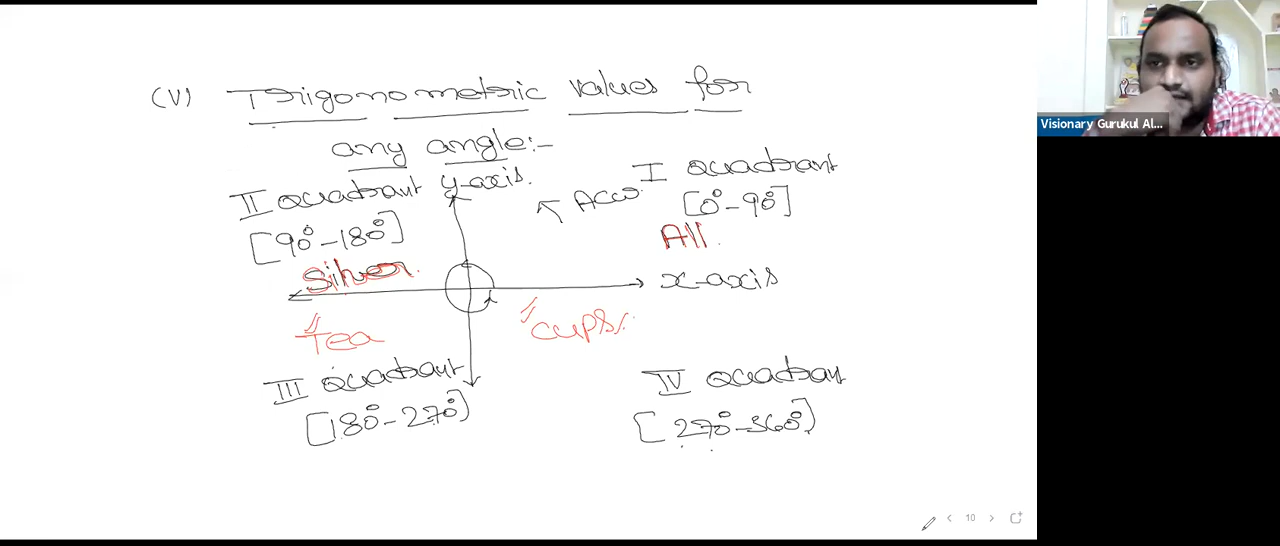 (V) Trigonometric values for
any angle:-
II quadrant
[90°-180°]
Silver
y-axis.
ACW
I quadrant
[0°-90°]
All
x-axis
Tea
III quadrant
[180°-270°]
Cups
IV quadrant
[270°-360°]
Visionary Gurukul Al...
10